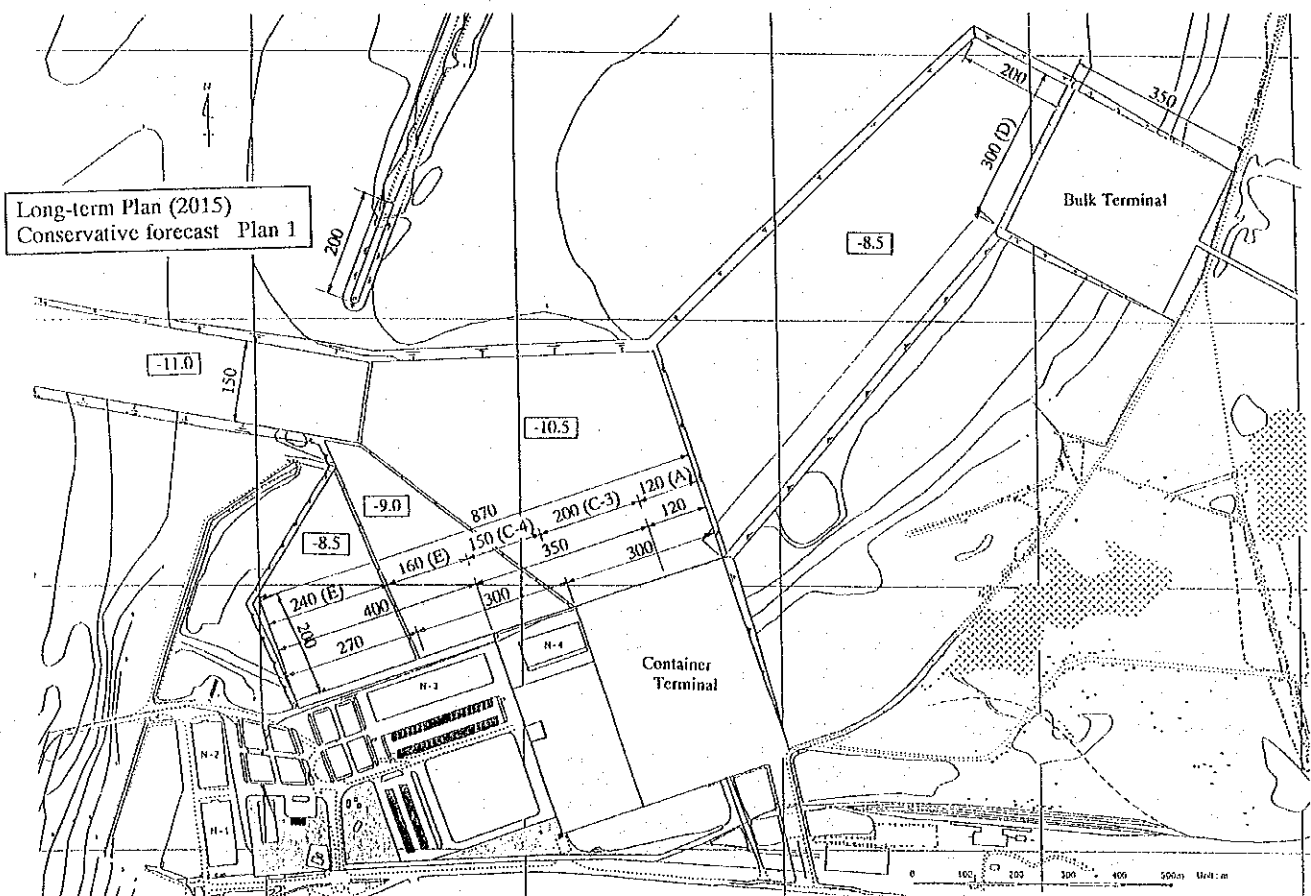 N
Long-term Plan (2015)
Conservative forecast Plan 1
200
200
350
300 (D)
Bulk Terminal
-8.5
-11.0
150
-10.5
-9.0
-8.5
870
240 (E)
160 (E)
150 (C-4)
200 (C-3)
120 (A)
400
350
120
200
270
300
300
N-4
N-3
Container
Terminal
N-2
N-1
0 100 200 300 400 500m Unit : m